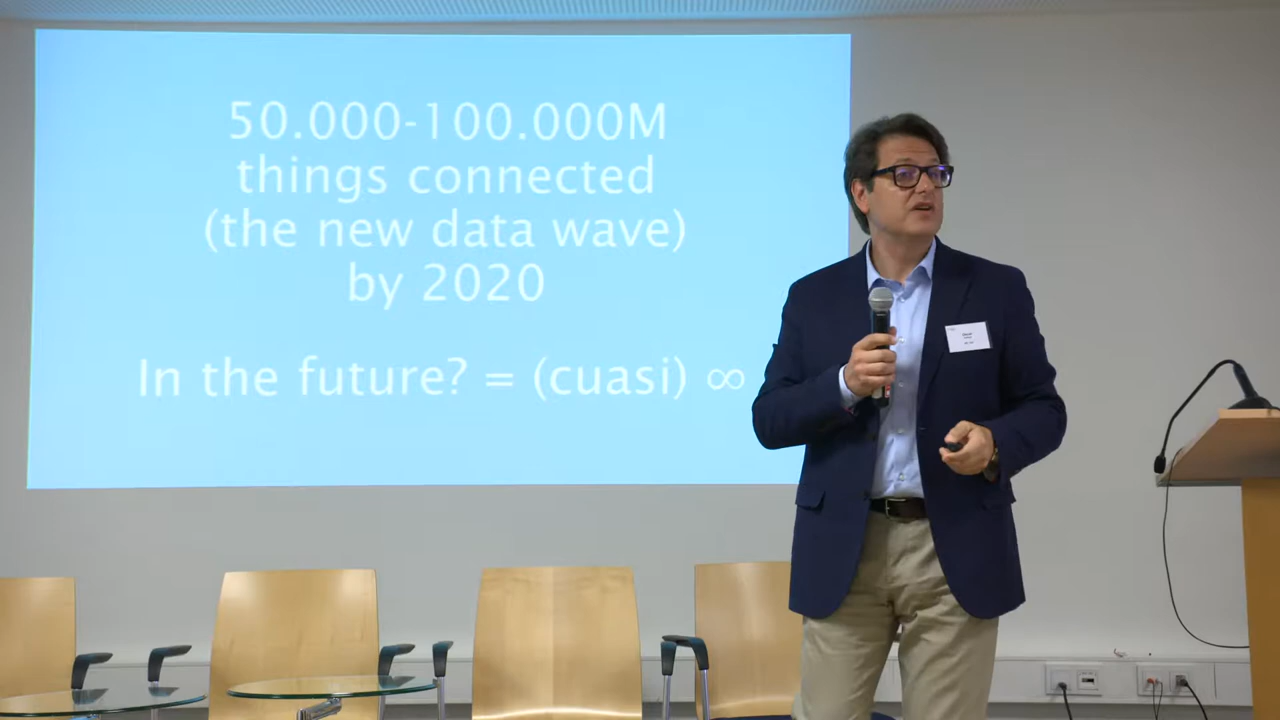 50.000-100.000M
things connected
(the new data wave)
by 2020
In the future? = (cuasi) ∞